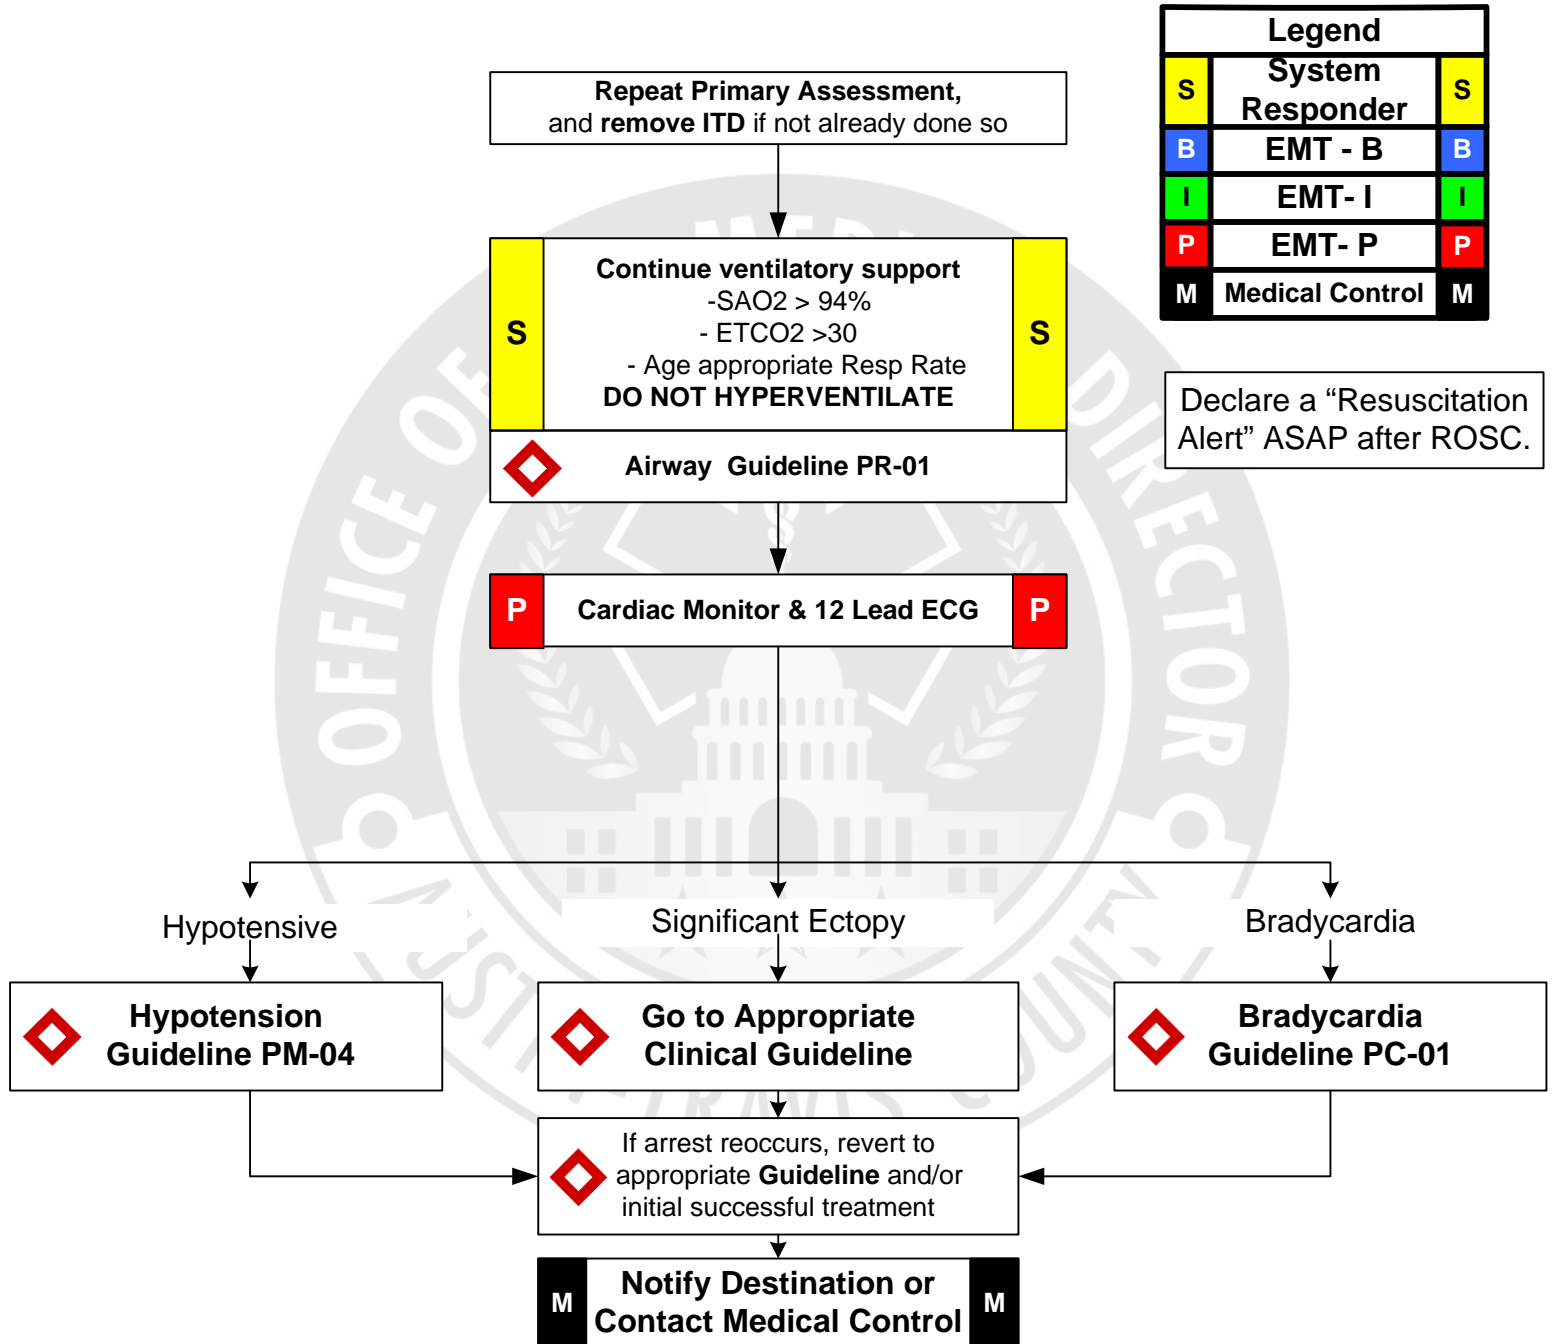 Legend
S System S
Responder
B EMT - B B
I EMT- I I
P EMT- P P
M Medical Control M
Repeat Primary Assessment,
and remove ITD if not already done so
Continue ventilatory support
-SAO2 > 94%
- ETCO2 >30
- Age appropriate Resp Rate
DO NOT HYPERVENTILATE
S S
Airway Guideline PR-01
Declare a “Resuscitation
Alert” ASAP after ROSC.
P Cardiac Monitor & 12 Lead ECG P
Hypotensive
Significant Ectopy
Bradycardia
Hypotension
Guideline PM-04
Go to Appropriate
Clinical Guideline
Bradycardia
Guideline PC-01
If arrest reoccurs, revert to
appropriate Guideline and/or
initial successful treatment
M Notify Destination or M
Contact Medical Control
OFFICE OF DIRECTOR
COUNTY